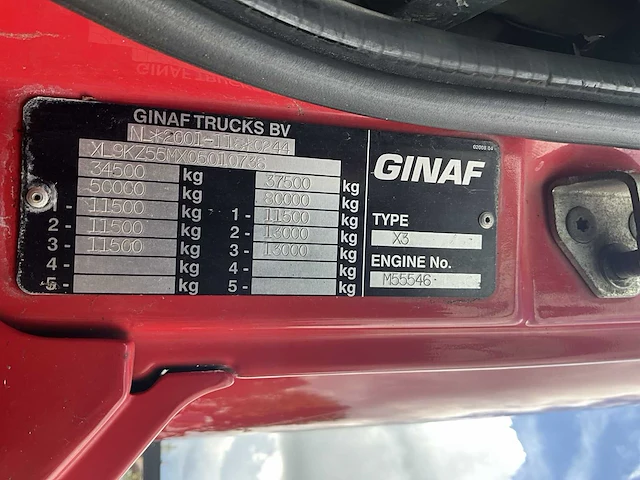 GINAF TRUCKS BV
34500 kg 37500 kg
56000 kg 80000 kg
1 - 11500 kg 1 - 11500 kg
2 - 11500 kg 2 - 13000 kg
3 - 11500 kg 3 - 13000 kg
4 - kg 4 - kg
5 - kg 5 - kg
GINAF
TYPE
X3
ENGINE No.
M55546